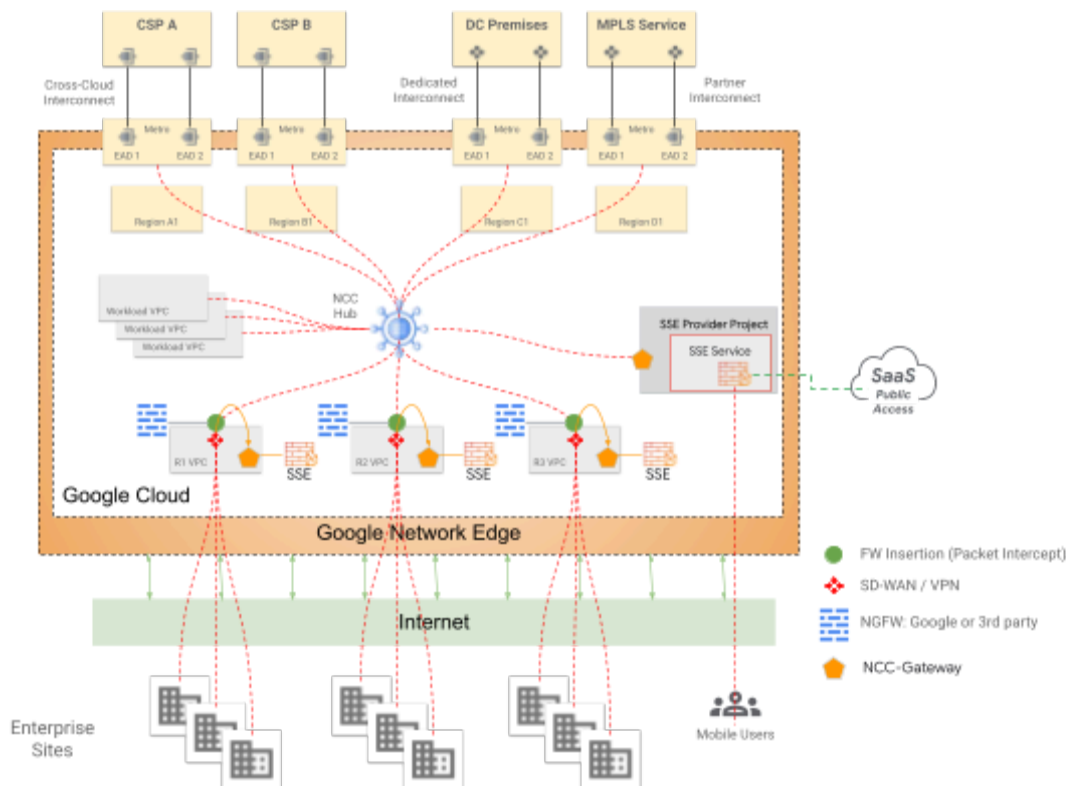 CSP A
CSP B
DC Premises
MPLS Service
Cross-Cloud
Interconnect
Dedicated
Interconnect
Partner
Interconnect
Metro
EAD 1
EAD 2
Metro
EAD 1
EAD 2
Metro
EAD 1
EAD 2
Metro
EAD 1
EAD 2
Region A1
Region B1
Region C1
Region D1
Workload VPC
Workload VPC
Workload VPC
NCC
Hub
SSE Provider Project
SSE Service
SaaS
Public
Access
R1 VPC
SSE
R2 VPC
SSE
R3 VPC
SSE
Google Cloud
Google Network Edge
FW Insertion (Packet Intercept)
SD-WAN / VPN
NGFW: Google or 3rd party
NCC-Gateway
Internet
Enterprise
Sites
Mobile Users